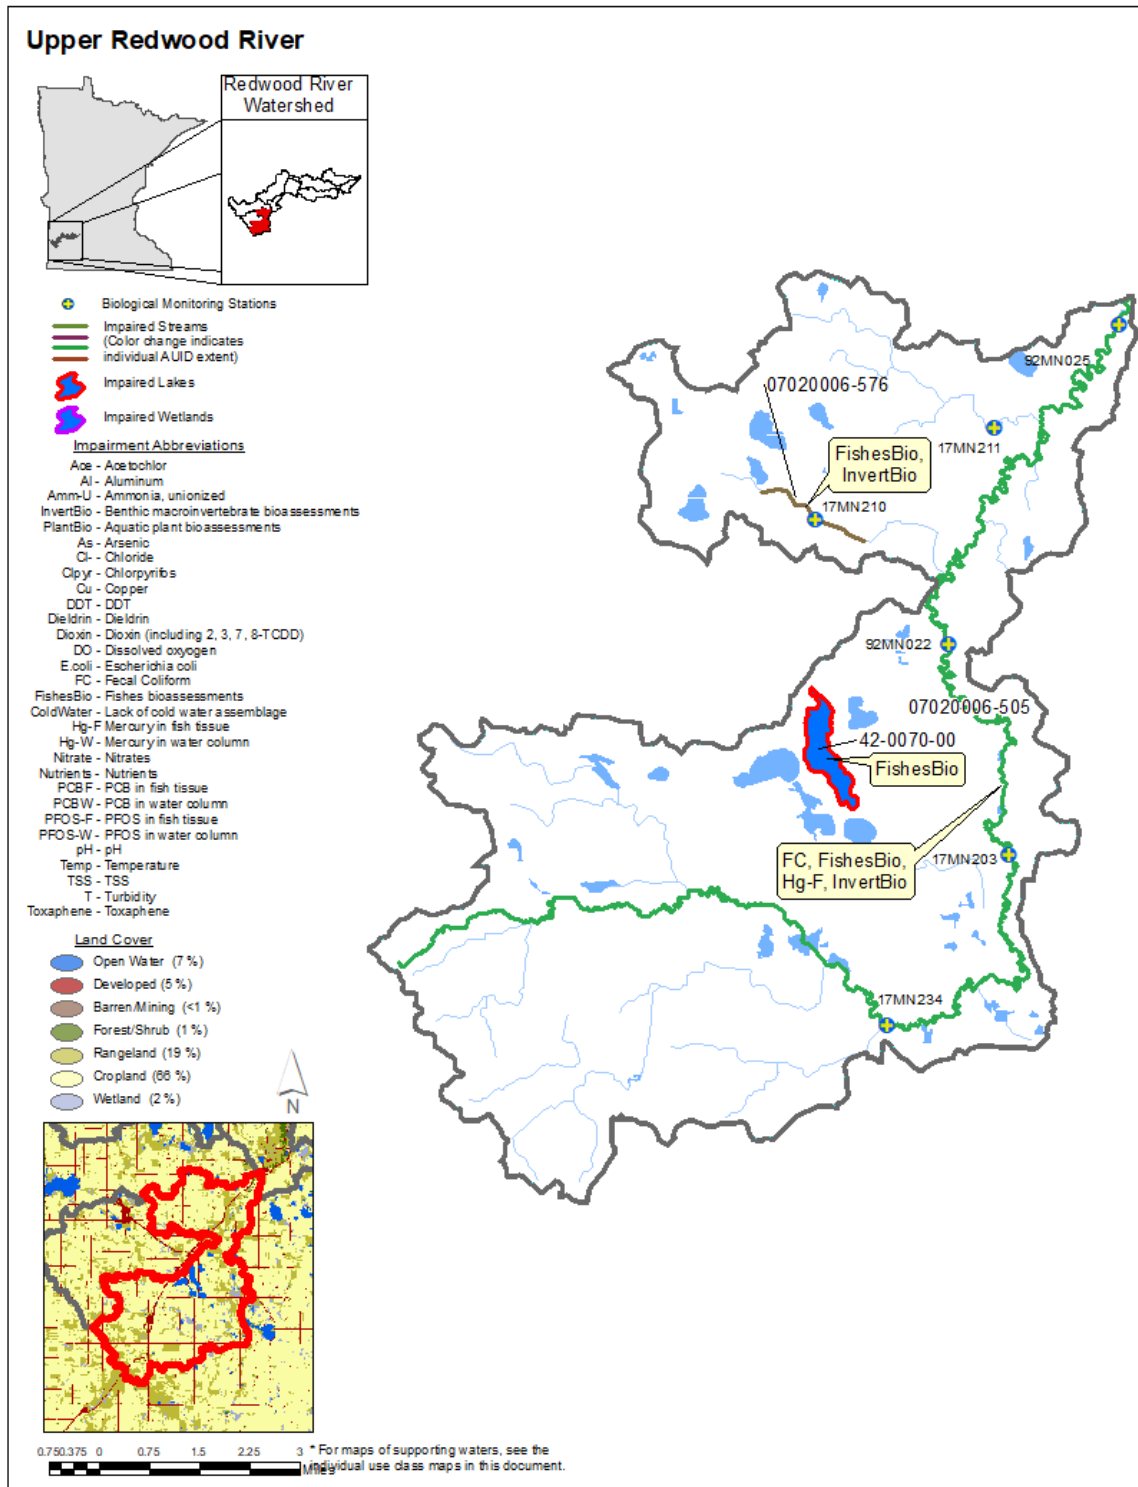 Upper Redwood River
Redwood River
Watershed
Biological Monitoring Stations
Impaired Streams
(Color change indicates
individual AUID extent)
Impaired Lakes
Impaired Wetlands
Impairment Abbreviations
Ace - Acetochlor
Al - Aluminum
Amm-U - Ammonia, unionized
InvertBio - Benthic macroinvertebrate bioassessments
PlantBio - Aquatic plant bioassessments
As - Arsenic
Cl- - Chloride
Clpyr - Chlorpyrifos
Cu - Copper
DDT - DDT
Dieldrin - Dieldrin
Dioxin - Dioxin (including 2, 3, 7, 8-TCDD)
DO - Dissolved oxyogen
E.coli - Escherichia coli
FC - Fecal Coliform
FishesBio - Fishes bioassessments
ColdWater - Lack of cold water assemblage
Hg-F Mercury in fish tissue
Hg-W - Mercury in water column
Nitrate - Nitrates
Nutrients - Nutrients
PCBF - PCB in fish tissue
PCBW - PCB in water column
PFOS-F - PFOS in fish tissue
PFOS-W - PFOS in water column
pH - pH
Temp - Temperature
TSS - TSS
T - Turbidity
Toxaphene - Toxaphene
Land Cover
Open Water (7 %)
Developed (5 %)
Barren/Mining (<1 %)
Forest/Shrub (1 %)
Rangeland (19 %)
Cropland (66 %)
Wetland (2 %)
N
92MN025
07020006-576
17MN211
FishesBio,
InvertBio
17MN210
92MN022
07020006-505
42-0070-00
FishesBio
FC, FishesBio,
Hg-F, InvertBio
17MN203
17MN234
0.75 0.375 0 0.75 1.5 2.25 3
Miles
* For maps of supporting waters, see the
individual use class maps in this document.